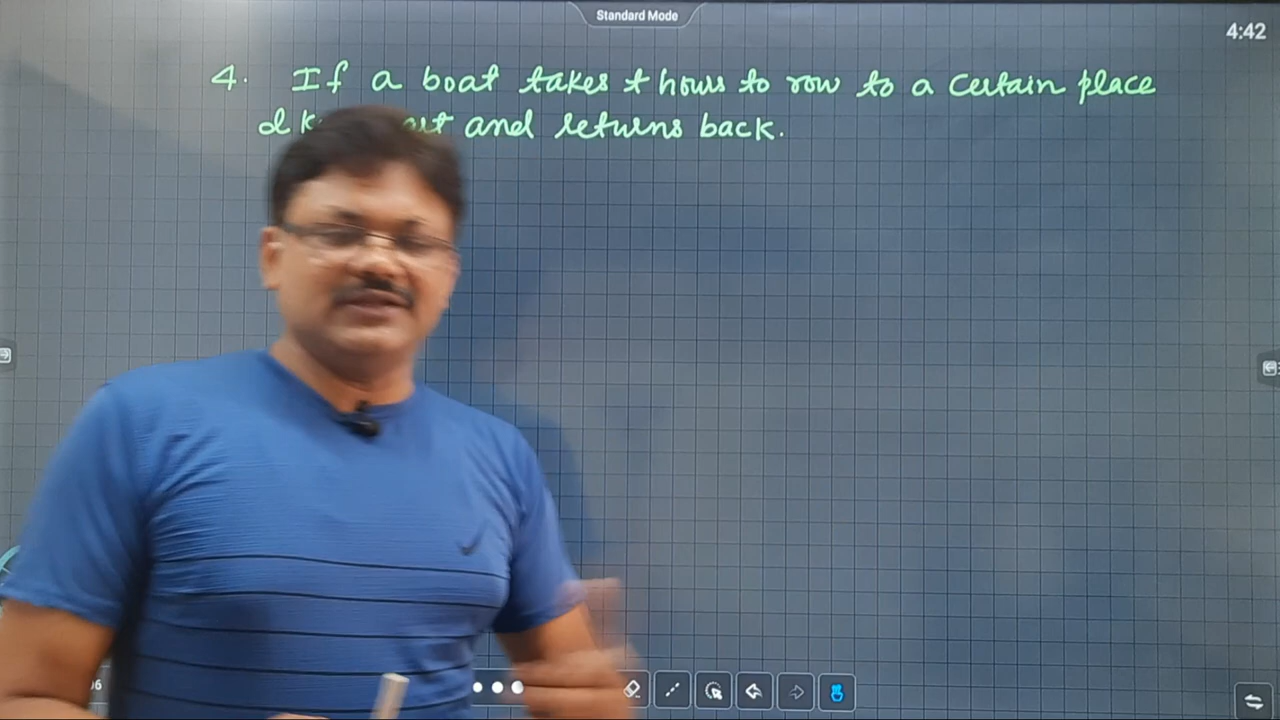 Standard Mode
4:42
4. If a boat takes t hours to row to a certain place
d and returns back.